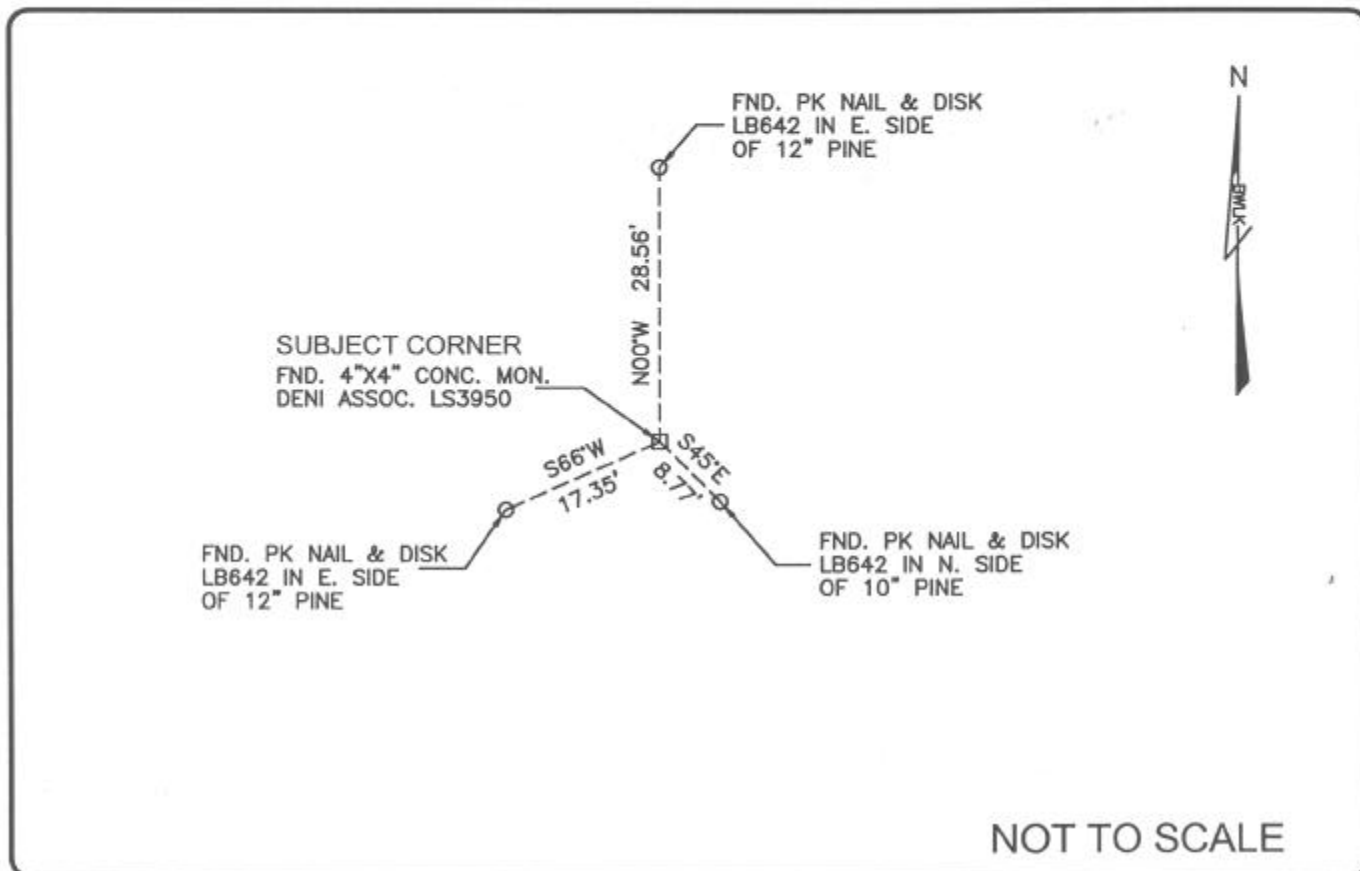 N
FND. PK NAIL & DISK
LB642 IN E. SIDE
OF 12" PINE
BWLK
28.56'
N00°W
SUBJECT CORNER
FND. 4"X4" CONC. MON.
DENI ASSOC. LS3950
S66°W
17.35'
S45°E
8.77'
FND. PK NAIL & DISK
LB642 IN E. SIDE
OF 12" PINE
FND. PK NAIL & DISK
LB642 IN N. SIDE
OF 10" PINE
NOT TO SCALE